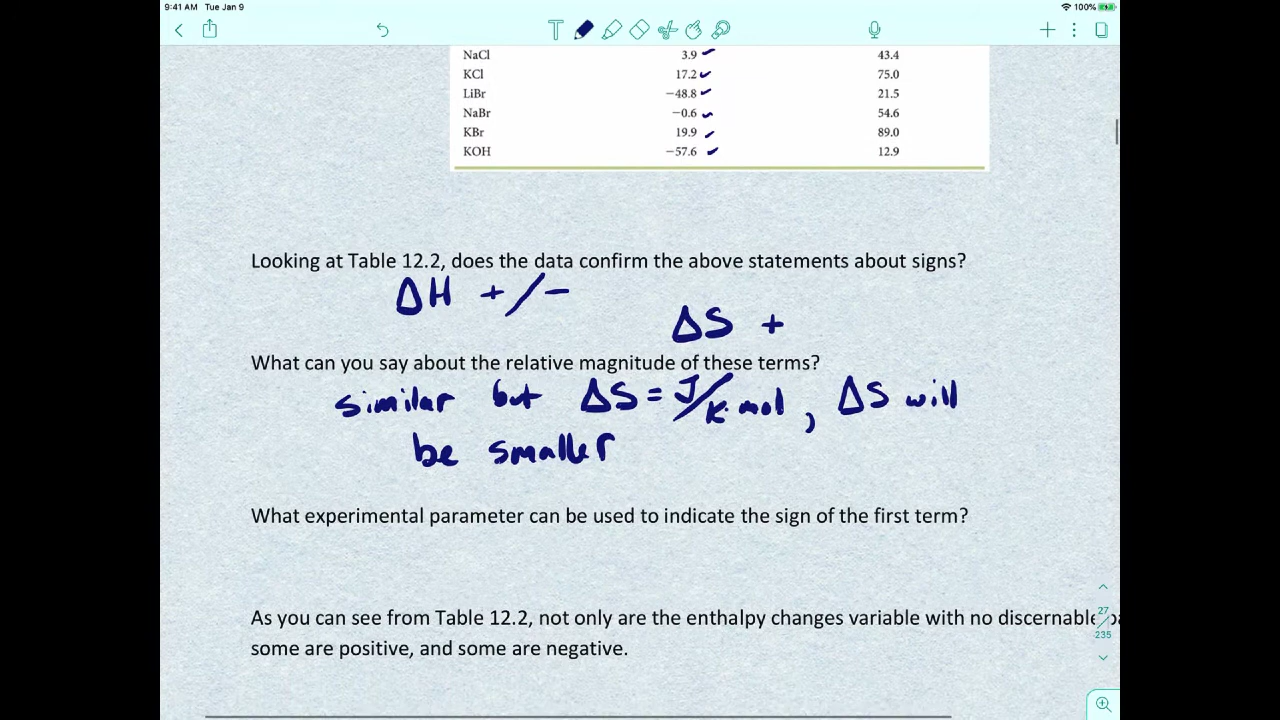 9:41 AM Tue Jan 9 100%
NaCl 3.9 43.4
KCl 17.2 75.0
LiBr −48.8 21.5
NaBr −0.6 54.6
KBr 19.9 89.0
KOH −57.6 12.9
Looking at Table 12.2, does the data confirm the above statements about signs?
ΔH +/−
ΔS +
What can you say about the relative magnitude of these terms?
similar but ΔS = J/K·mol, ΔS will
be smaller
What experimental parameter can be used to indicate the sign of the first term?
As you can see from Table 12.2, not only are the enthalpy changes variable with no discernable
some are positive, and some are negative.
27
/
235